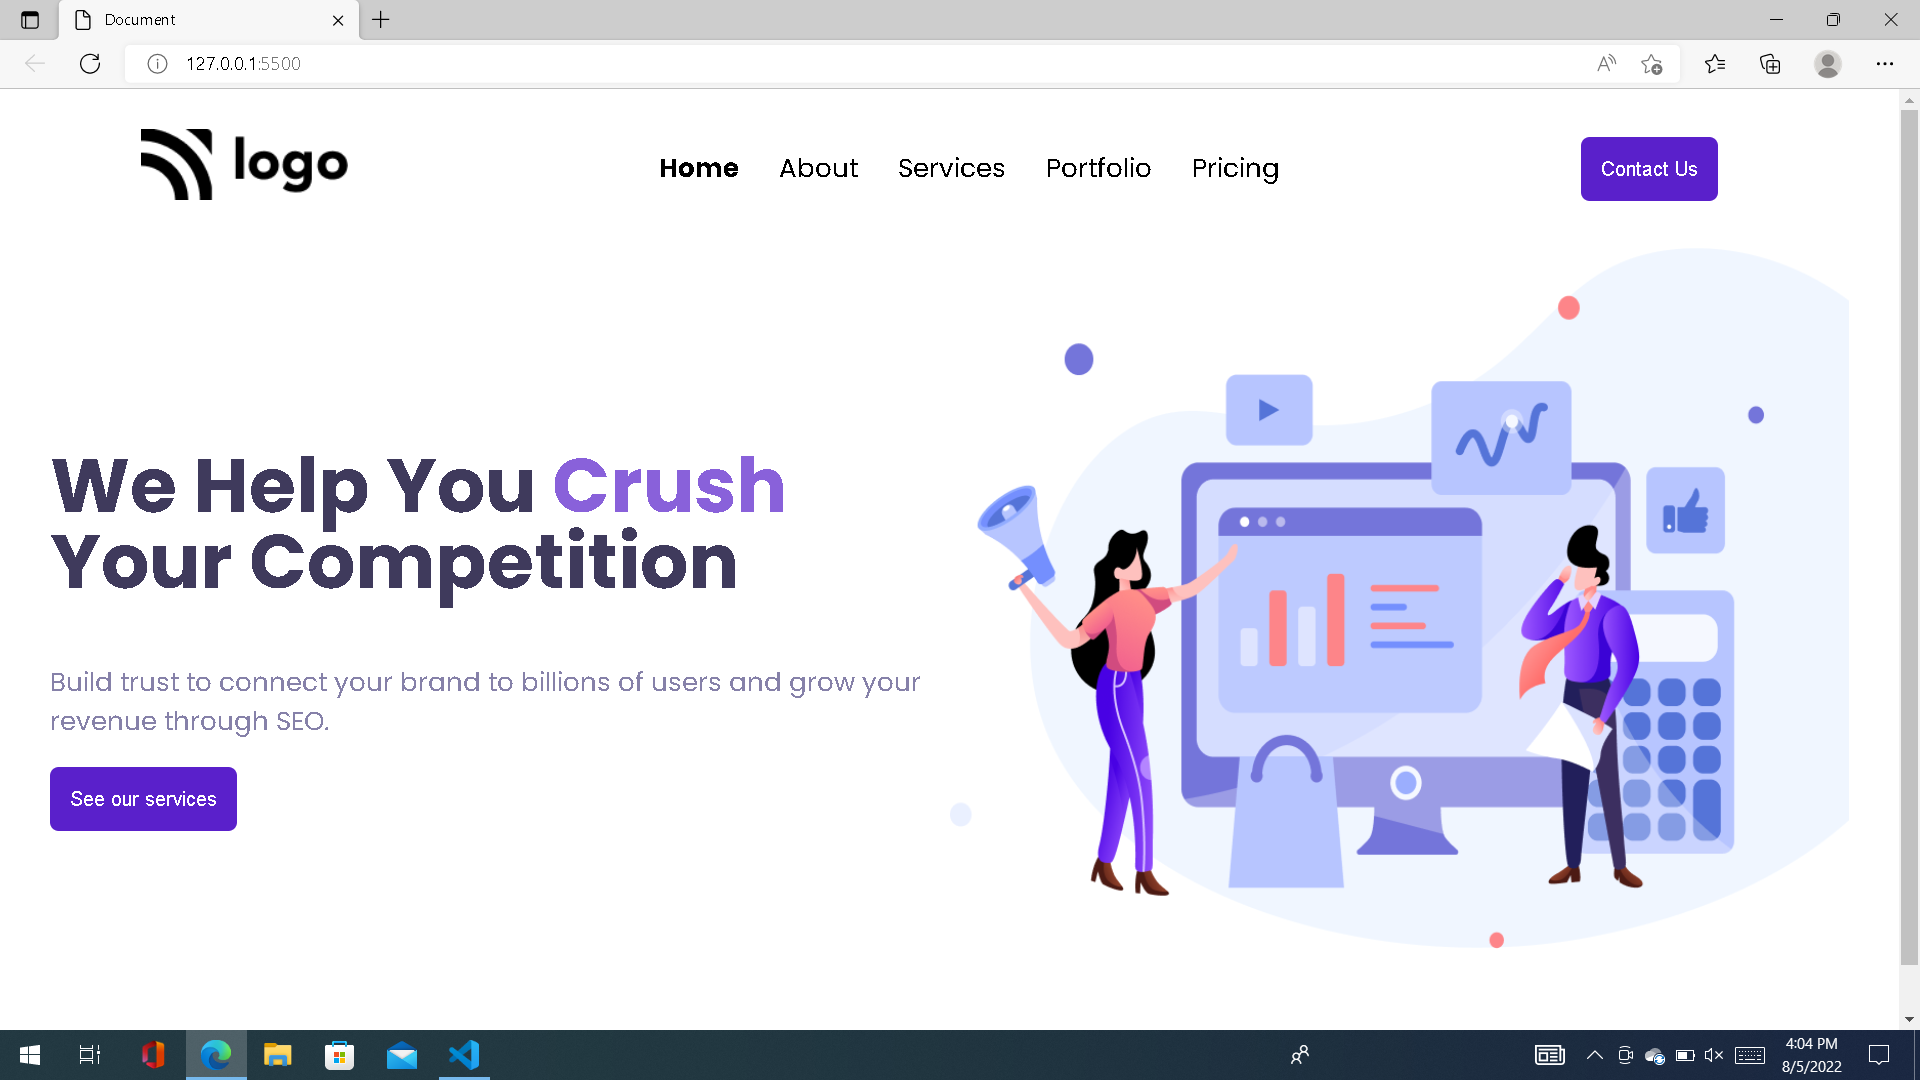 Document
127.0.0.1:5500
logo
Home About Services Portfolio Pricing
Contact Us
We Help You Crush
Your Competition
Build trust to connect your brand to billions of users and grow your
revenue through SEO.
See our services
4:04 PM
8/5/2022